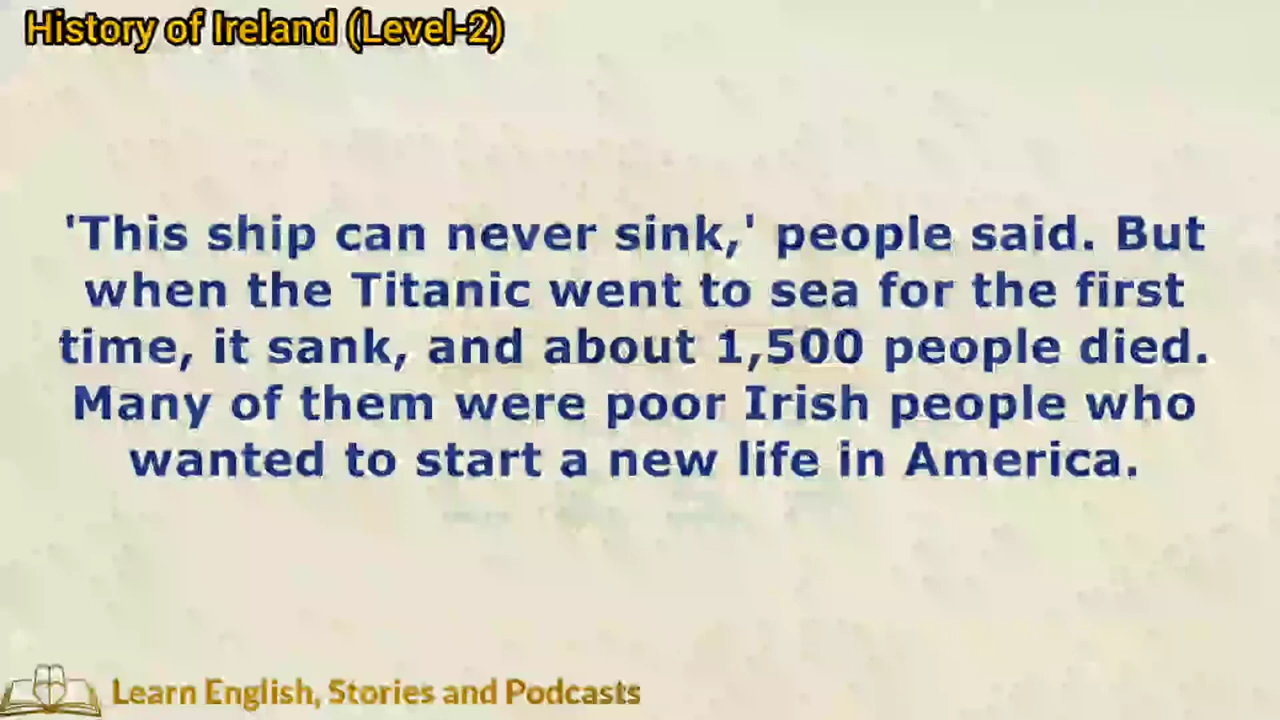 History of Ireland (Level-2)
'This ship can never sink,' people said. But
when the Titanic went to sea for the first
time, it sank, and about 1,500 people died.
Many of them were poor Irish people who
wanted to start a new life in America.
Learn English, Stories and Podcasts